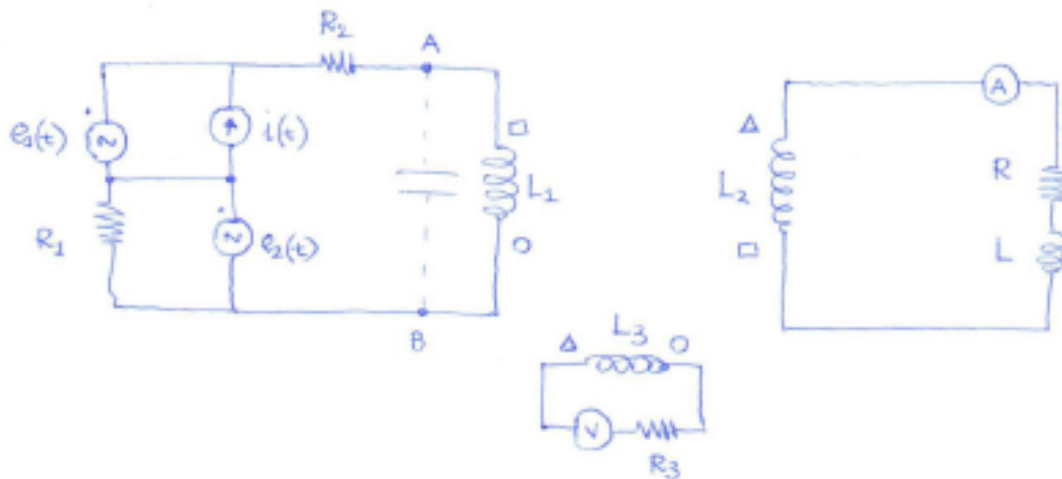 R2
A
e1(t)
i(t)
□
L1
R1
e2(t)
O
B
A
Δ
L2
□
R
L
L3
Δ
O
V
R3